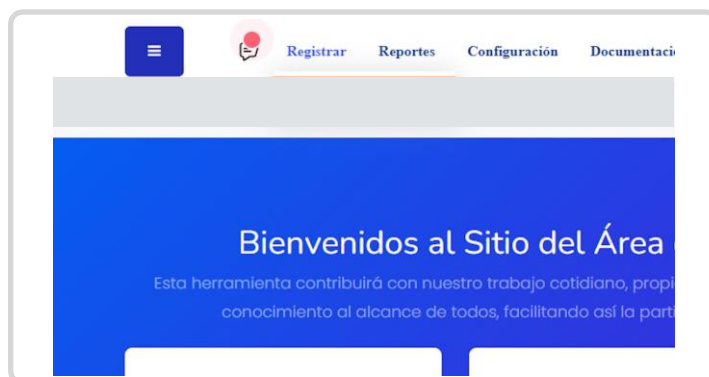 Registrar Reportes Configuración
Bienvenidos al Sitio del Área
Esta herramienta contribuirá con nuestro trabajo cotidiano,
conocimiento al alcance de todos, facilitando así la